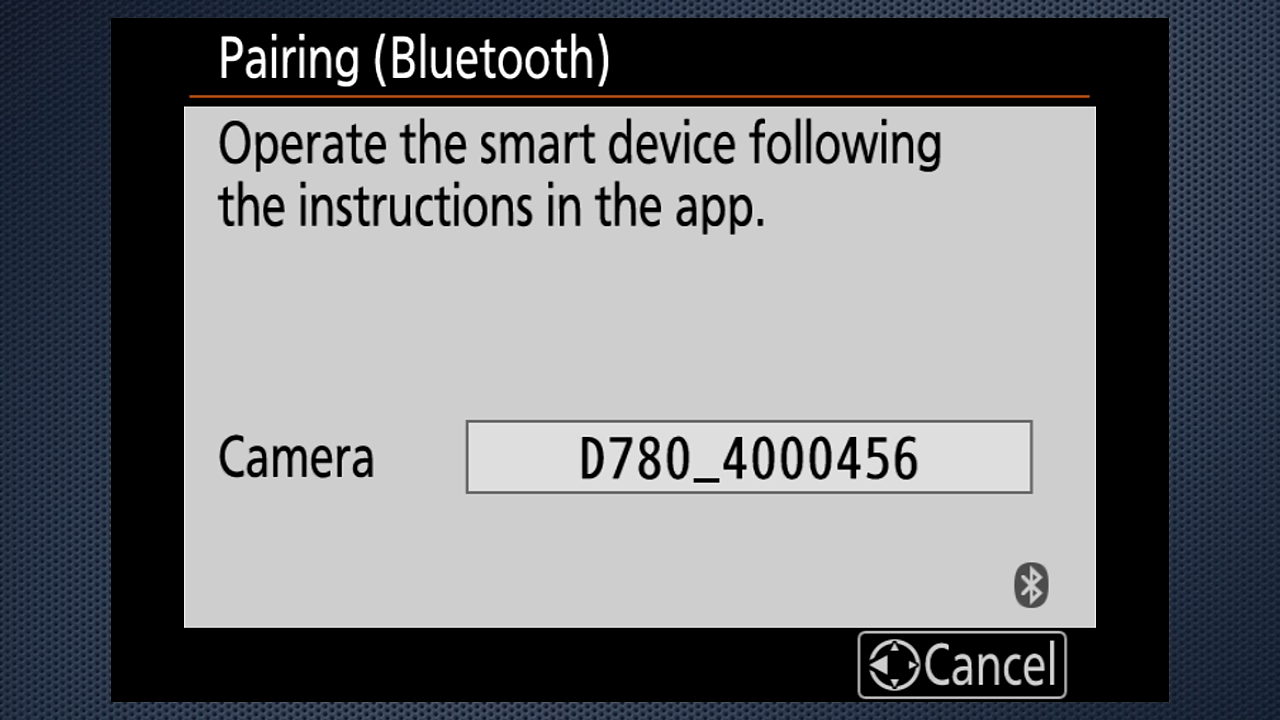 Pairing (Bluetooth)
Operate the smart device following
the instructions in the app.
Camera D780_4000456
Cancel